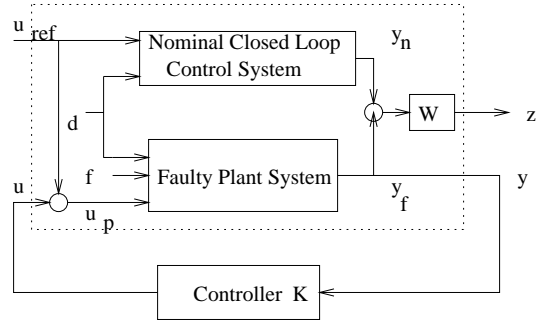 u ref
Nominal Closed Loop
Control System
y n
W
z
d
f
Faulty Plant System
u
u p
y f
y
Controller K